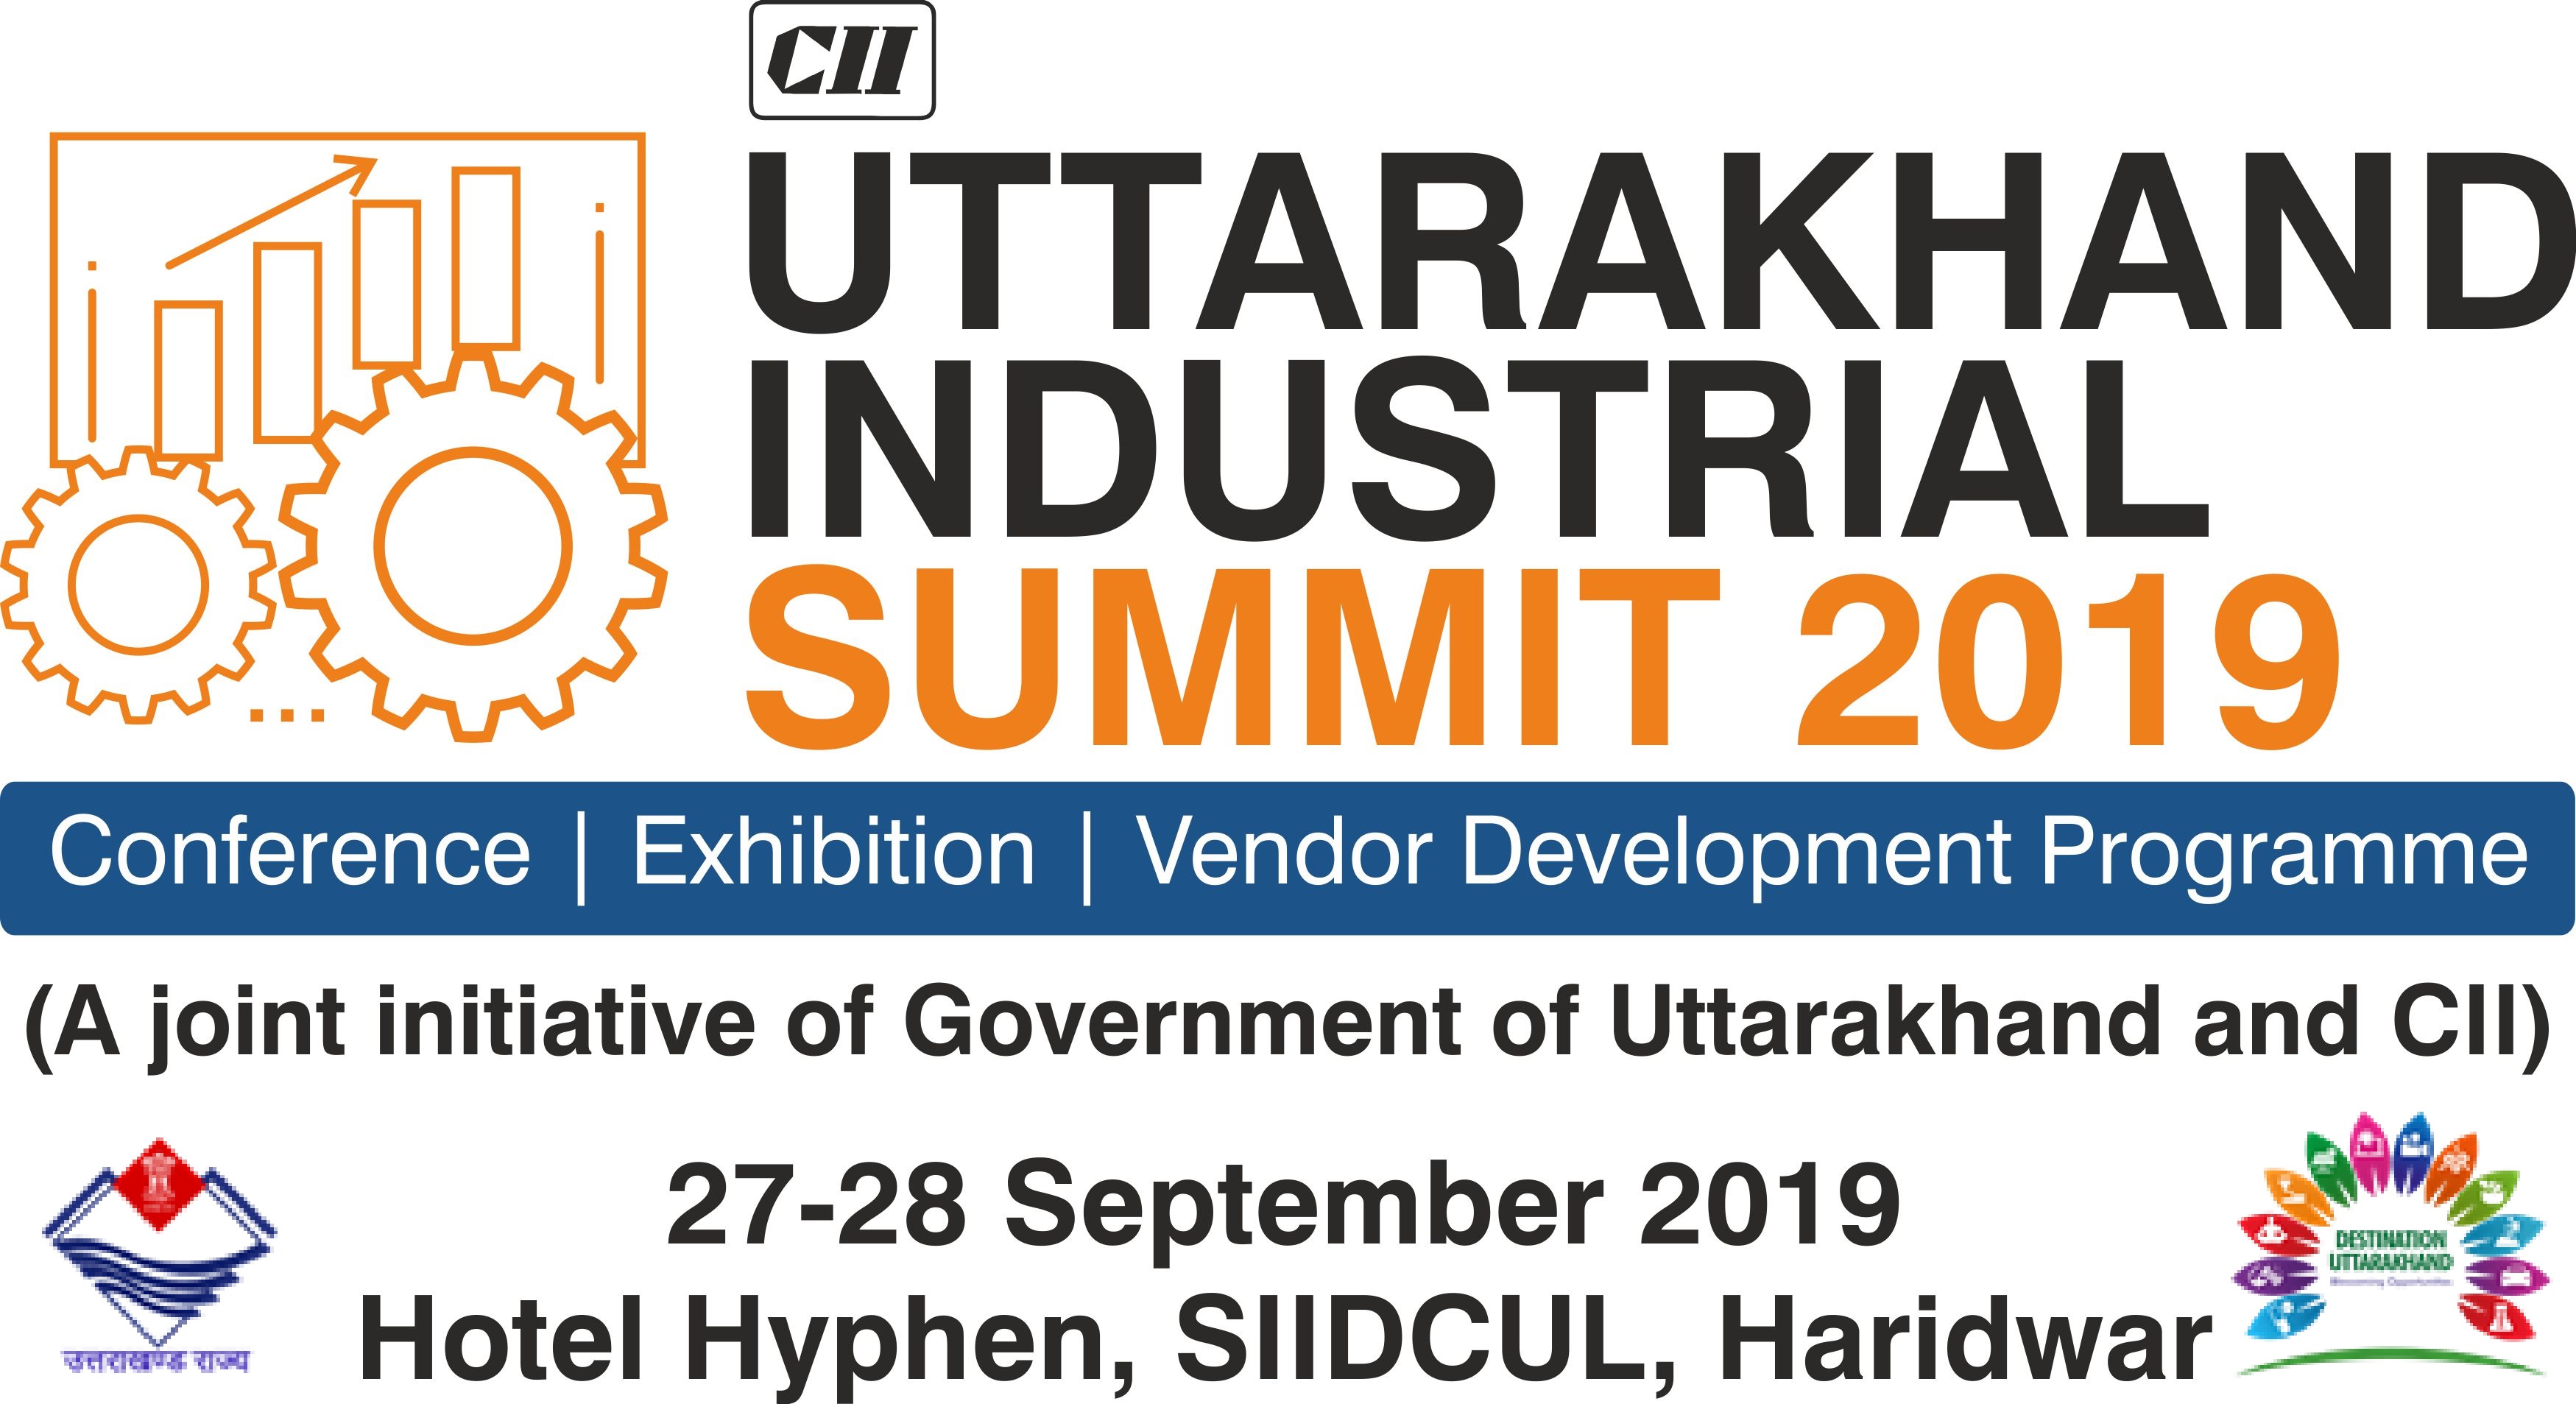 CII
UTTARAKHAND
INDUSTRIAL
SUMMIT 2019
Conference | Exhibition | Vendor Development Programme
(A joint initiative of Government of Uttarakhand and CII)
27-28 September 2019
Hotel Hyphen, SIIDCUL, Haridwar
उत्तराखण्ड राज्य
DESTINATION
UTTARAKHAND